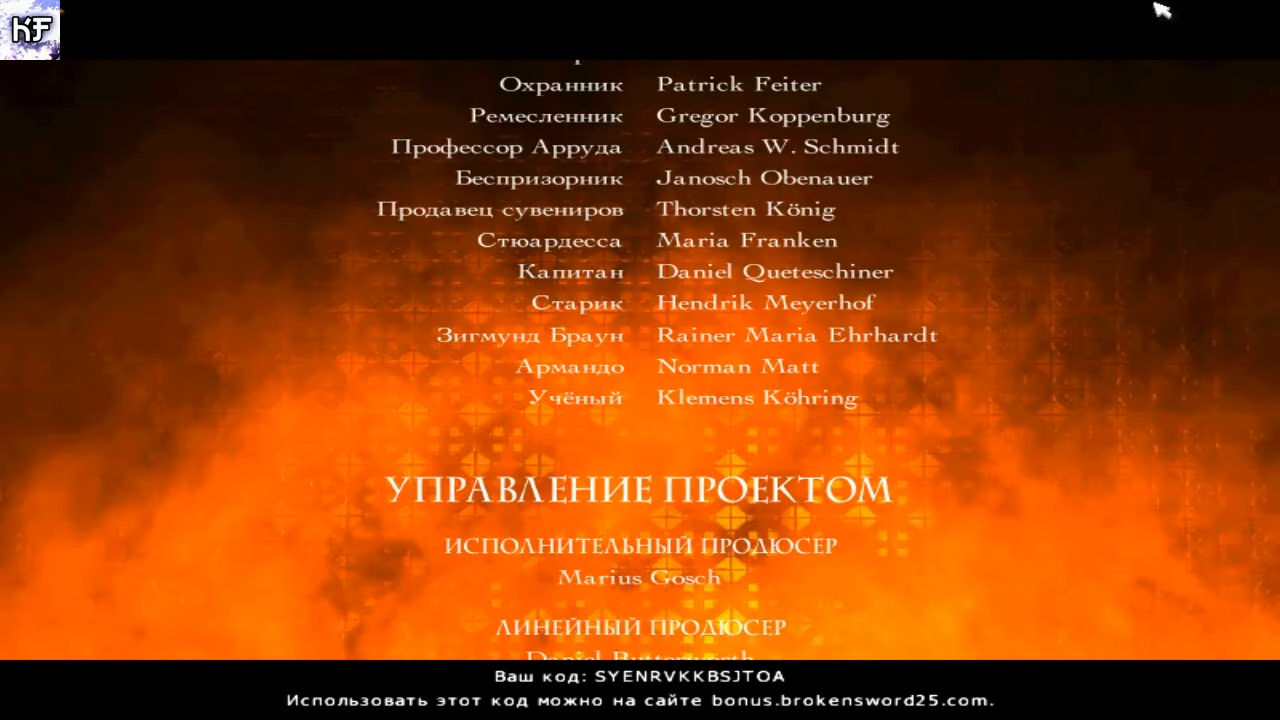 KF
Охранник Patrick Feiter
Ремесленник Gregor Koppenburg
Профессор Арруда Andreas W. Schmidt
Беспризорник Janosch Obenauer
Продавец сувениров Thorsten König
Стюардесса Maria Franken
Капитан Daniel Queteschiner
Старик Hendrik Meyerhof
Зигмунд Браун Rainer Maria Ehrhardt
Армандо Norman Matt
Учёный Klemens Köhring
УПРАВЛЕНИЕ ПРОЕКТОМ
ИСПОЛНИТЕЛЬНЫЙ ПРОДЮСЕР
Marius Gosch
ЛИНЕЙНЫЙ ПРОДЮСЕР
Daniel Butterworth
Ваш код: SYENRVKKBSJTOA
Использовать этот код можно на сайте bonus.brokensword25.com.